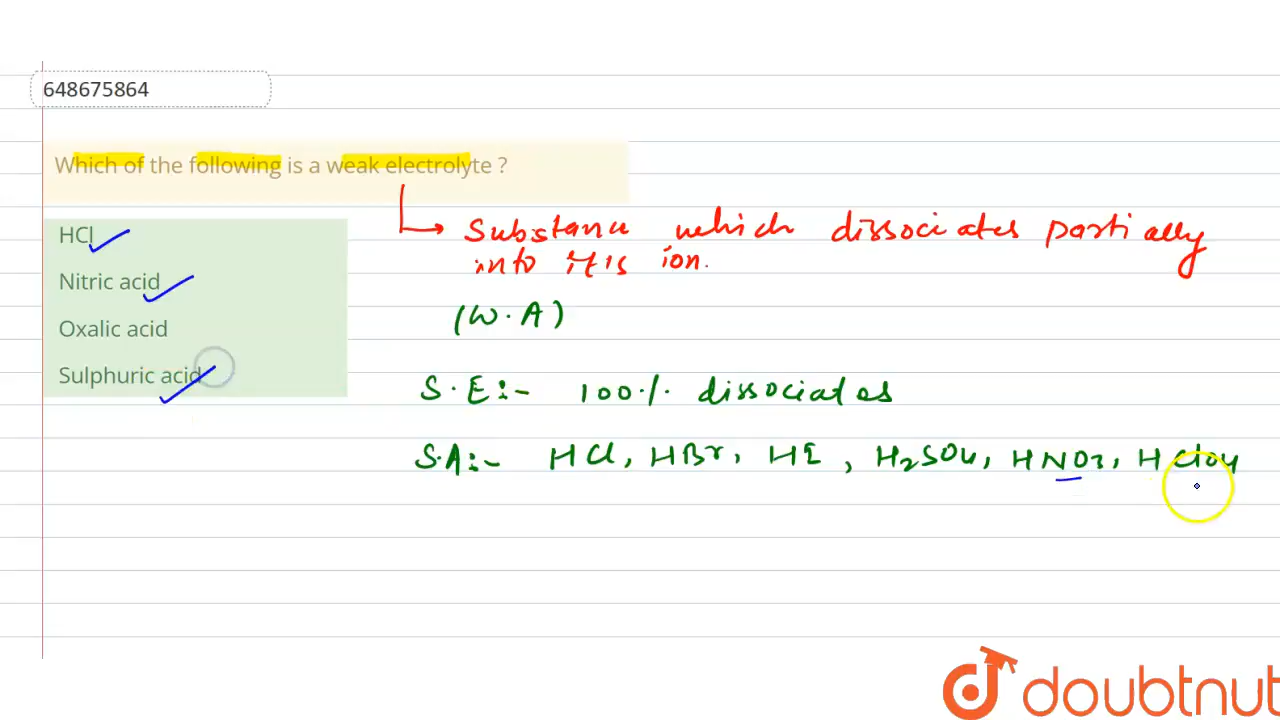 648675864
Which of the following is a weak electrolyte ?
HCl
Nitric acid
Oxalic acid
Sulphuric acid
Substance which dissociates partially
into it's ion.
(W.A)
S.E:- 100% dissociates
S.A:- HCl, HBr, HI, H2SO4, HNO3, HClO4
doubtnut